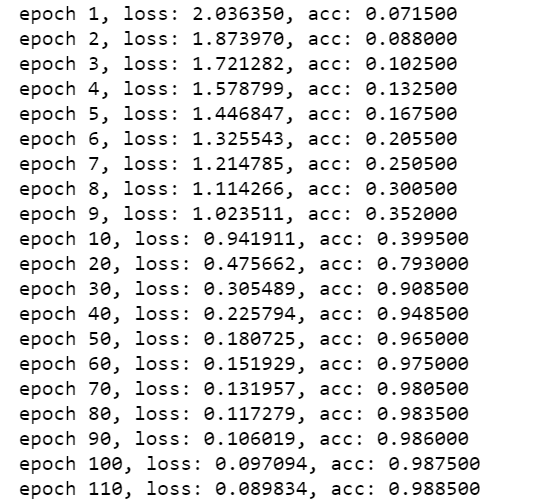 epoch 1, loss: 2.036350, acc: 0.071500
epoch 2, loss: 1.873970, acc: 0.088000
epoch 3, loss: 1.721282, acc: 0.102500
epoch 4, loss: 1.578799, acc: 0.132500
epoch 5, loss: 1.446847, acc: 0.167500
epoch 6, loss: 1.325543, acc: 0.205500
epoch 7, loss: 1.214785, acc: 0.250500
epoch 8, loss: 1.114266, acc: 0.300500
epoch 9, loss: 1.023511, acc: 0.352000
epoch 10, loss: 0.941911, acc: 0.399500
epoch 20, loss: 0.475662, acc: 0.793000
epoch 30, loss: 0.305489, acc: 0.908500
epoch 40, loss: 0.225794, acc: 0.948500
epoch 50, loss: 0.180725, acc: 0.965000
epoch 60, loss: 0.151929, acc: 0.975000
epoch 70, loss: 0.131957, acc: 0.980500
epoch 80, loss: 0.117279, acc: 0.983500
epoch 90, loss: 0.106019, acc: 0.986000
epoch 100, loss: 0.097094, acc: 0.987500
epoch 110, loss: 0.089834, acc: 0.988500